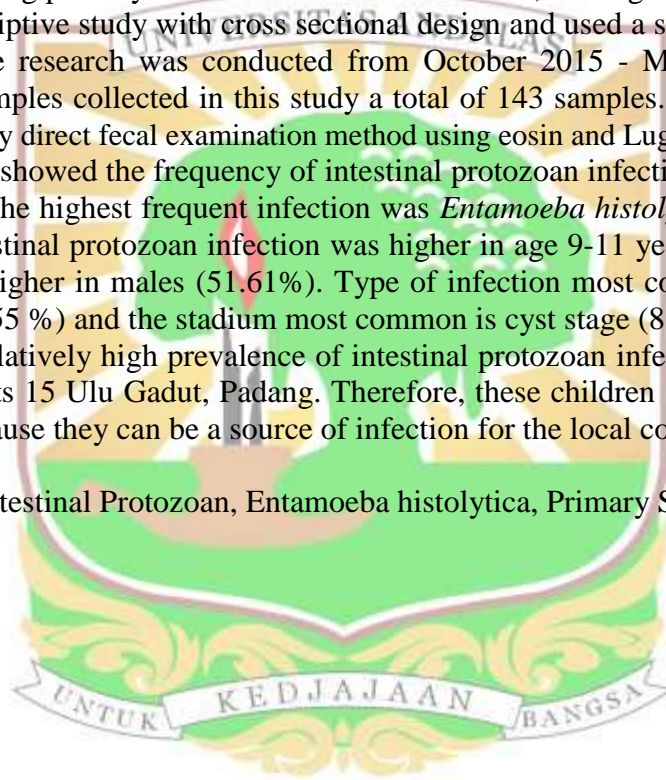 UNIVERSITAS ANDALAS
iptive study with cross sectional design and used a s
e research was conducted from October 2015 - M
mples collected in this study a total of 143 samples.
y direct fecal examination method using eosin and Lug
showed the frequency of intestinal protozoan infecti
he highest frequent infection was Entamoeba histol
stinal protozoan infection was higher in age 9-11 ye
igher in males (51.61%). Type of infection most co
55 %) and the stadium most common is cyst stage (8
latively high prevalence of intestinal protozoan infe
ts 15 Ulu Gadut, Padang. Therefore, these children
ause they can be a source of infection for the local co
testinal Protozoan, Entamoeba histolytica, Primary S
UNTUK KEDJAJAAN BANGSA